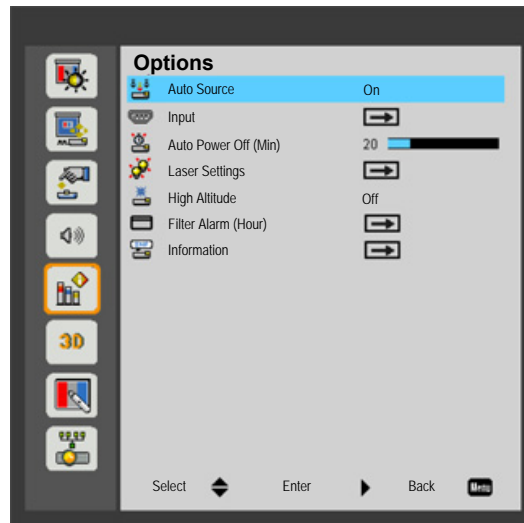 Options
Auto Source On
Input
Auto Power Off (Min) 20
Laser Settings
High Altitude Off
Filter Alarm (Hour)
Information
3D
Select Enter Back Menu